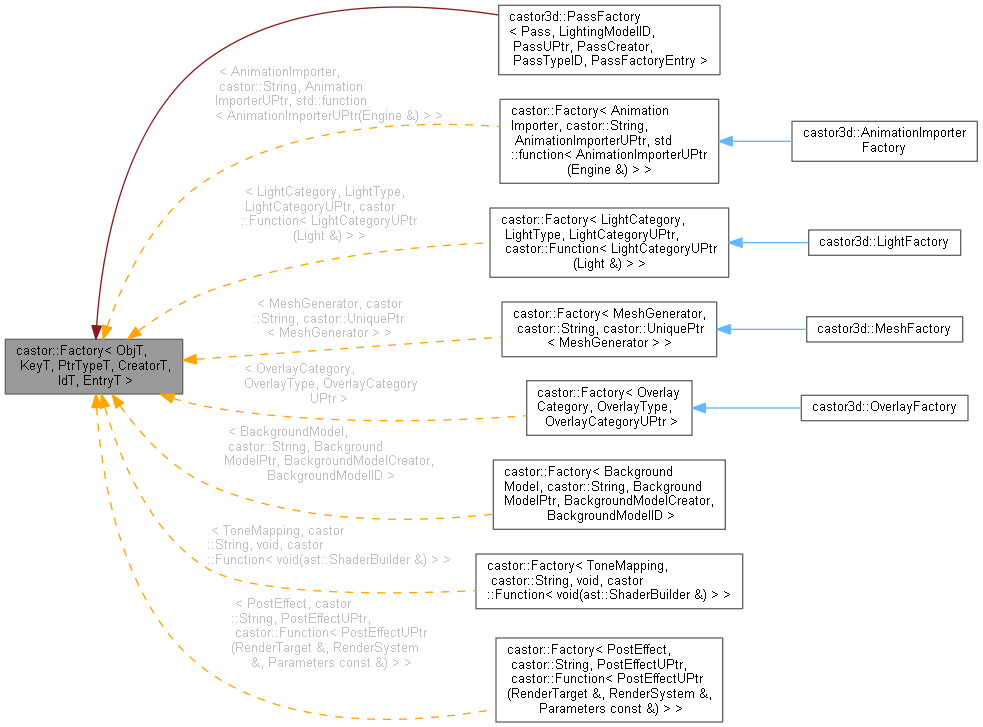 castor3d::PassFactory
< Pass, LightingModelID,
PassUPtr, PassCreator,
PassTypeID, PassFactoryEntry >
< AnimationImporter,
castor::String, Animation
ImporterUPtr, std::function
< AnimationImporterUPtr(Engine &) > >
castor::Factory< Animation
Importer, castor::String,
AnimationImporterUPtr, std
::function< AnimationImporterUPtr
(Engine &) > >
castor3d::AnimationImporter
Factory
< LightCategory, LightType,
LightCategoryUPtr, castor
::Function< LightCategoryUPtr
(Light &) > >
castor::Factory< LightCategory,
LightType, LightCategoryUPtr,
castor::Function< LightCategoryUPtr
(Light &) > >
castor3d::LightFactory
< MeshGenerator, castor
::String, castor::UniquePtr
< MeshGenerator > >
castor::Factory< MeshGenerator,
castor::String, castor::UniquePtr
< MeshGenerator > >
castor3d::MeshFactory
castor::Factory< ObjT,
KeyT, PtrTypeT, CreatorT,
IdT, EntryT >
< OverlayCategory,
OverlayType, OverlayCategory
UPtr >
castor::Factory< Overlay
Category, OverlayType,
OverlayCategoryUPtr >
castor3d::OverlayFactory
< BackgroundModel,
castor::String, Background
ModelPtr, BackgroundModelCreator,
BackgroundModelID >
castor::Factory< Background
Model, castor::String, Background
ModelPtr, BackgroundModelCreator,
BackgroundModelID >
< ToneMapping, castor
::String, void, castor
::Function< void(ast::ShaderBuilder &) > >
castor::Factory< ToneMapping,
castor::String, void, castor
::Function< void(ast::ShaderBuilder &) > >
< PostEffect, castor
::String, PostEffectUPtr,
castor::Function< PostEffectUPtr
(RenderTarget &, RenderSystem
&, Parameters const &) > >
castor::Factory< PostEffect,
castor::String, PostEffectUPtr,
castor::Function< PostEffectUPtr
(RenderTarget &, RenderSystem &,
Parameters const &) > >